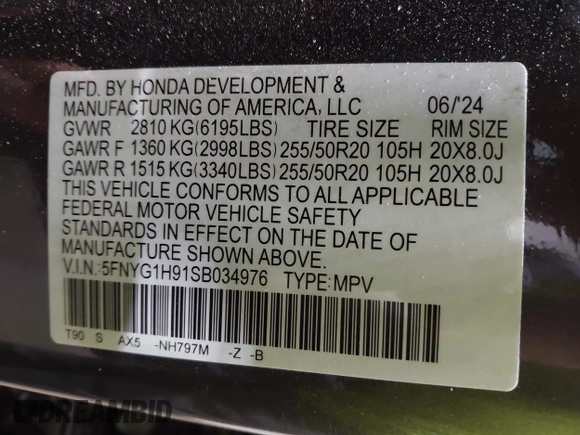 MFD. BY HONDA DEVELOPMENT &
MANUFACTURING OF AMERICA, LLC 06/'24
GVWR 2810 KG(6195LBS) TIRE SIZE RIM SIZE
GAWR F 1360 KG(2998LBS) 255/50R20 105H 20X8.0J
GAWR R 1515 KG(3340LBS) 255/50R20 105H 20X8.0J
THIS VEHICLE CONFORMS TO ALL APPLICABLE
FEDERAL MOTOR VEHICLE SAFETY
STANDARDS IN EFFECT ON THE DATE OF
MANUFACTURE SHOWN ABOVE.
V.I.N.:5FNYG1H91SB034976 TYPE:MPV
T90 S AX5 -NH797M -Z -B
DREAMBID